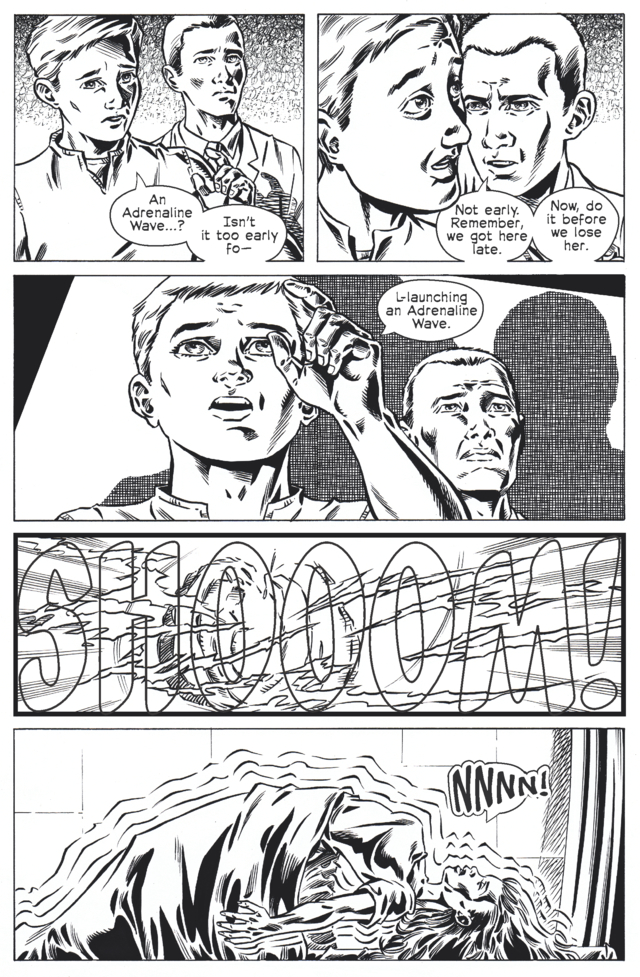 An
Adrenaline
Wave...?
Isn't
it too early
fo—
Not early.
Remember,
we got here
late.
Now, do
it before
we lose
her.
L-launching
an Adrenaline
Wave.
SHOOOM!
NNNN!